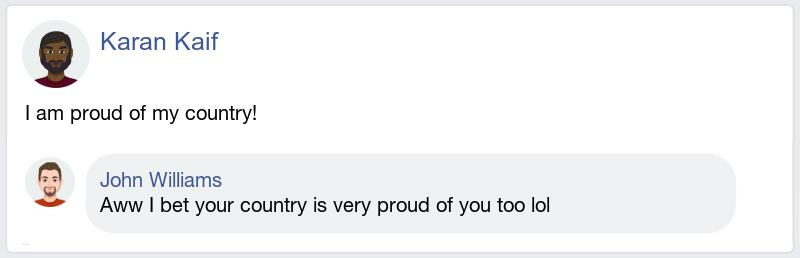 Karan Kaif
I am proud of my country!
John Williams
Aww I bet your country is very proud of you too lol